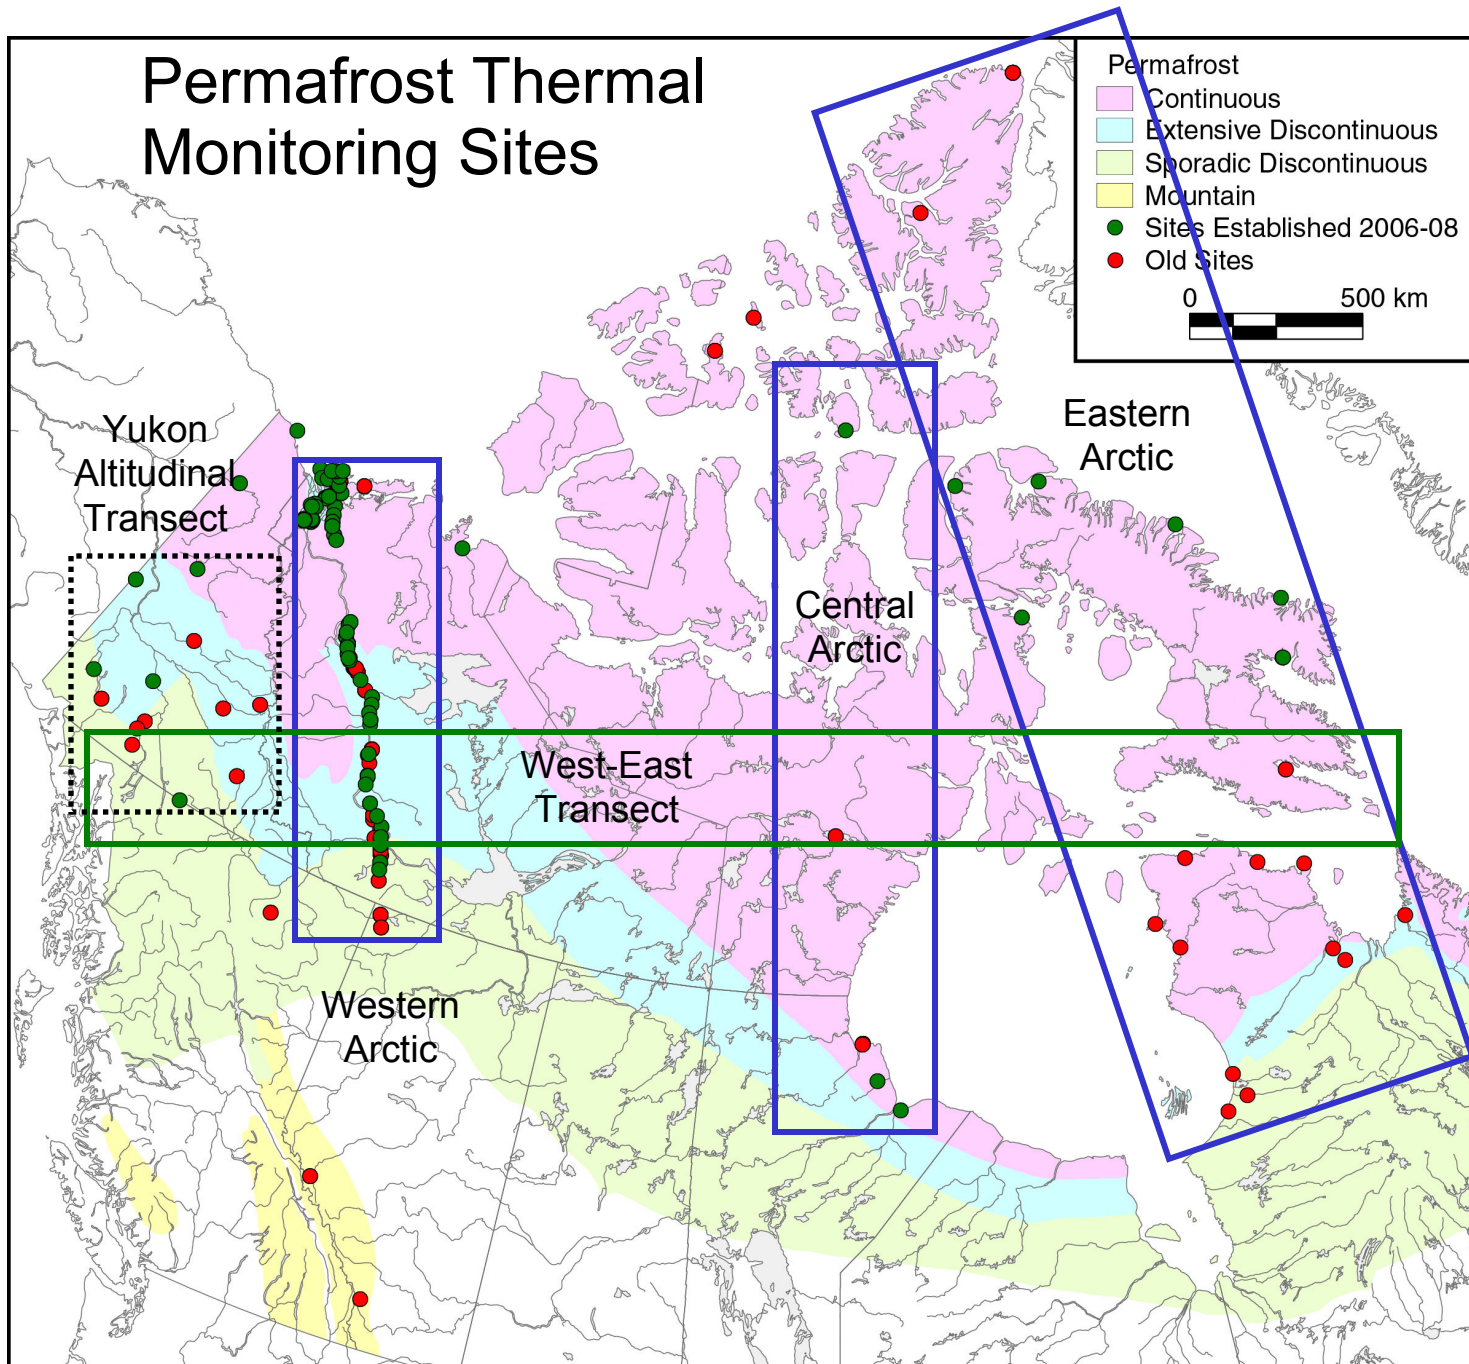 Permafrost Thermal
Monitoring Sites
Permafrost
Continuous
Extensive Discontinuous
Sporadic Discontinuous
Mountain
Sites Established 2006-08
Old Sites
0 500 km
Yukon
Altitudinal
Transect
Eastern
Arctic
Central
Arctic
West-East
Transect
Western
Arctic